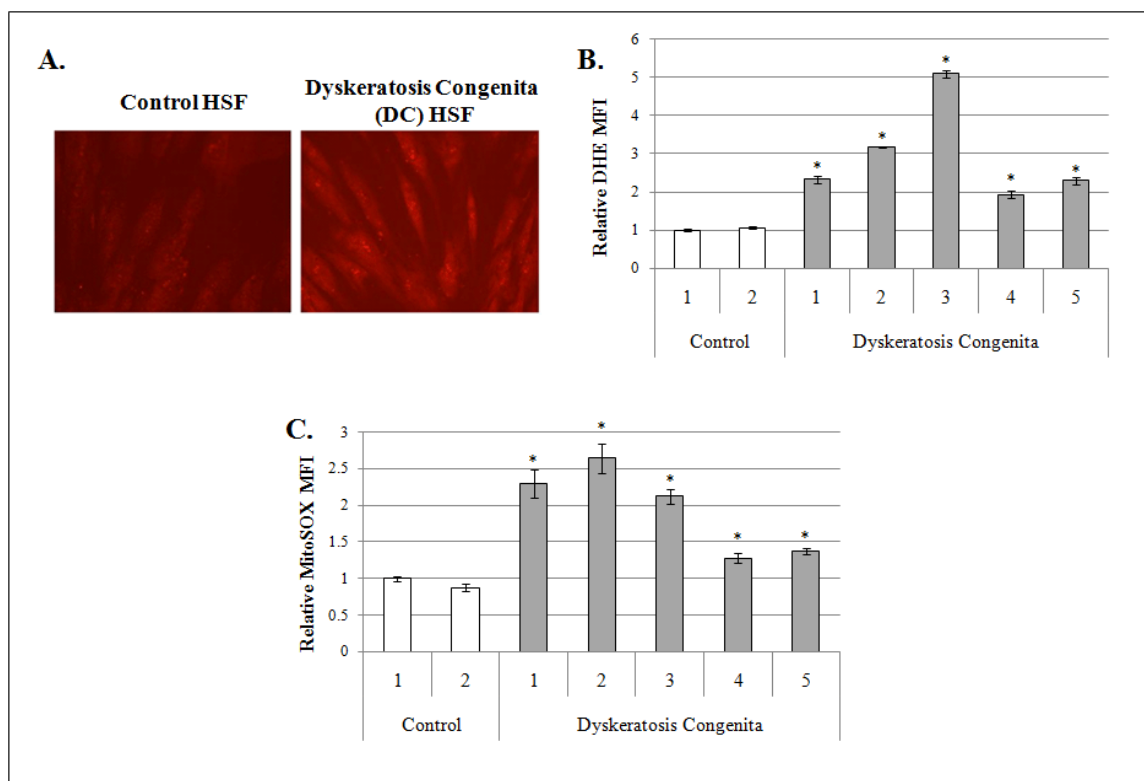 A.
Control HSF
Dyskeratosis Congenita
(DC) HSF
B.
Relative DHE MFI
6
5
4
3
2
1
0
* * * * *
1 2 1 2 3 4 5
Control Dyskeratosis Congenita
C.
Relative MitoSOX MFI
3
2.5
2
1.5
1
0.5
0
* * * * *
1 2 1 2 3 4 5
Control Dyskeratosis Congenita